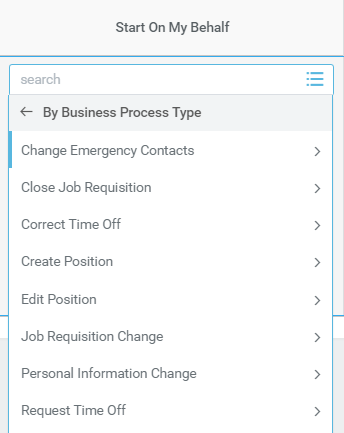 Start On My Behalf
search
By Business Process Type
Change Emergency Contacts
Close Job Requisition
Correct Time Off
Create Position
Edit Position
Job Requisition Change
Personal Information Change
Request Time Off